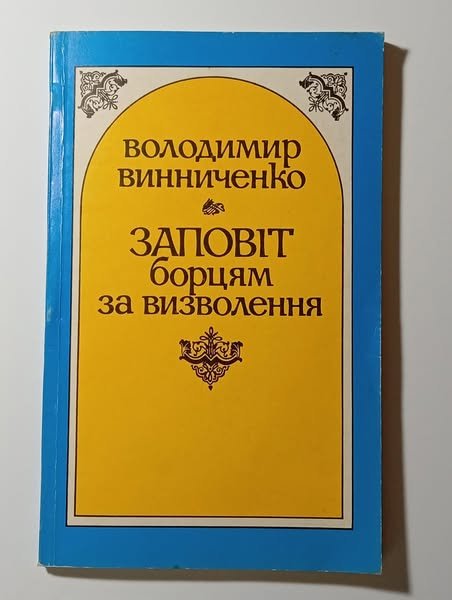 володимир
винниченко
ЗАПОВІТ
борцям
за визволення